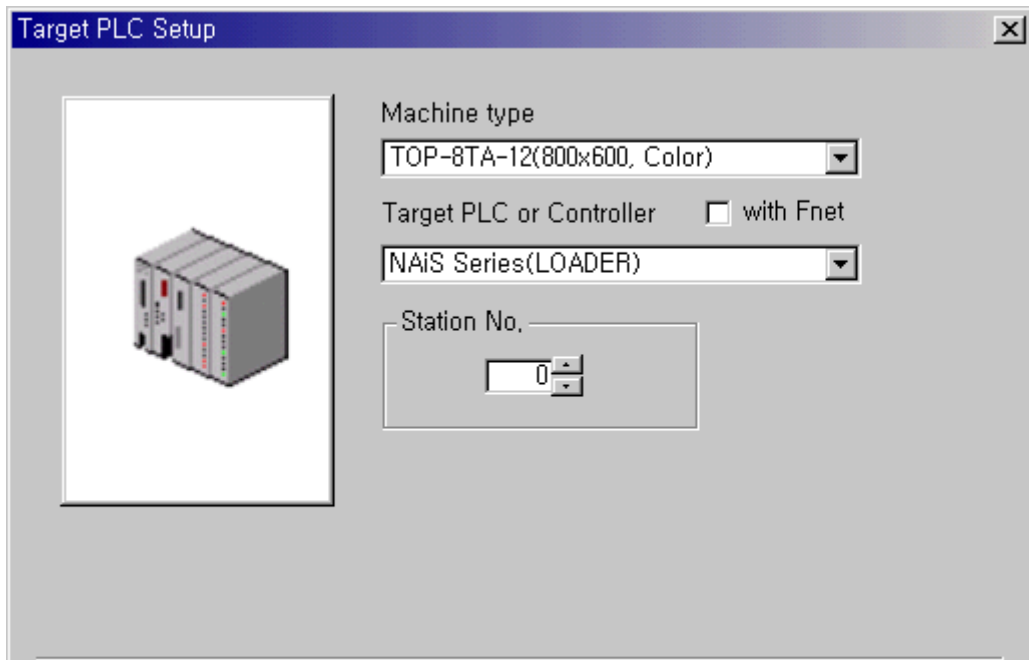 Target PLC Setup
Machine type
TOP-8TA-12(800x600, Color)
Target PLC or Controller with Fnet
NAiS Series(LOADER)
Station No.
0